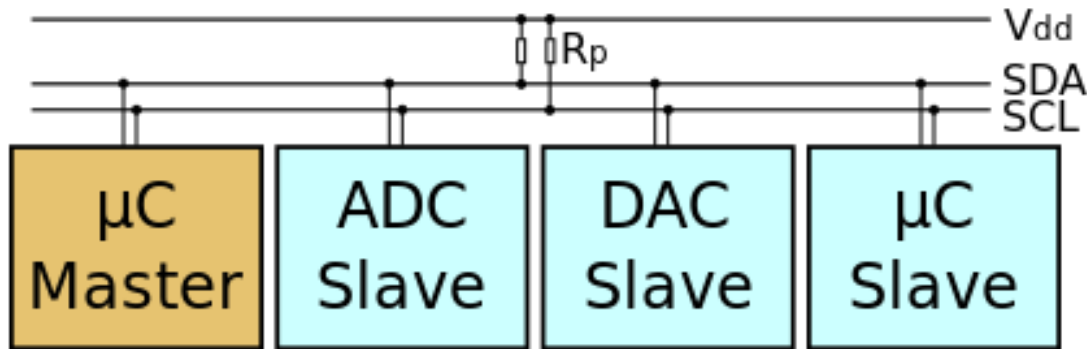 Vdd
Rp
SDA
SCL
µC
Master
ADC
Slave
DAC
Slave
µC
Slave